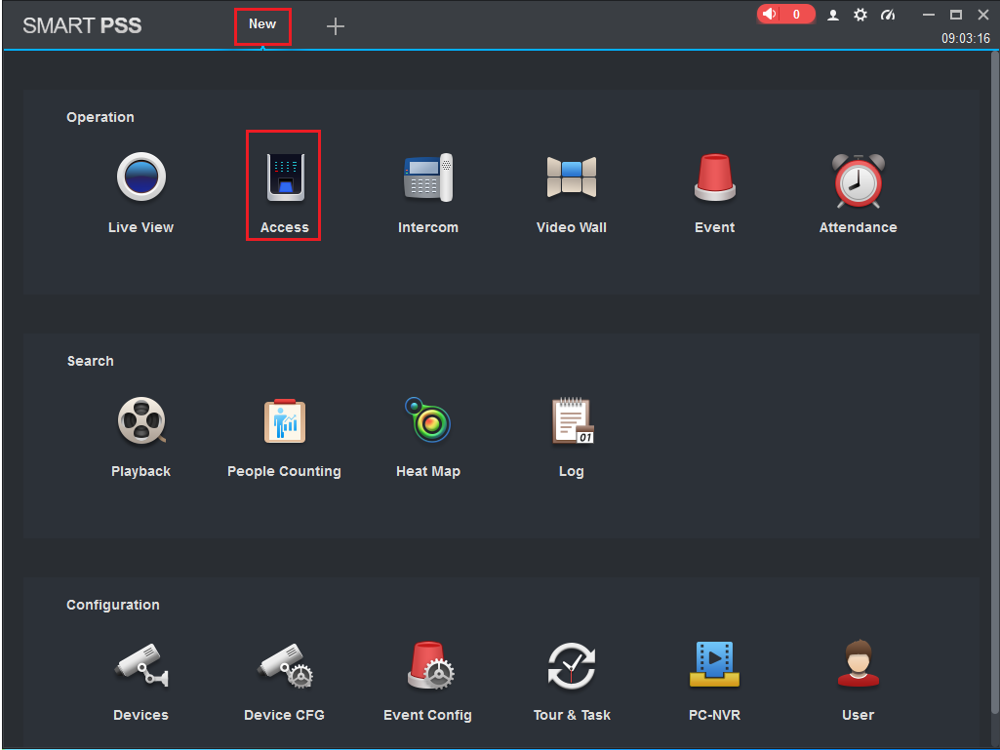 SMART PSS New + 0
09:03:16
Operation
Live View Access Intercom Video Wall Event Attendance
Search
Playback People Counting Heat Map Log
01
Configuration
Devices Device CFG Event Config Tour & Task PC-NVR User